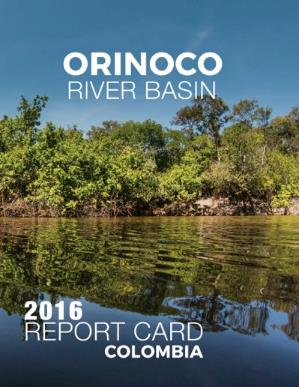 ORINOCO
RIVER BASIN
2016
REPORT CARD
COLOMBIA